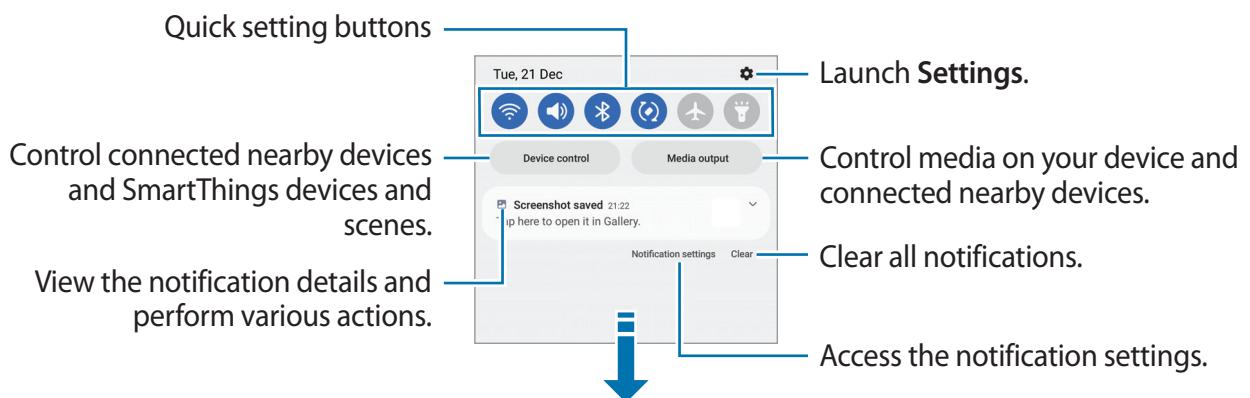 Quick setting buttons
Tue, 21 Dec
Launch Settings.
Control connected nearby devices
and SmartThings devices and
scenes.
Device control
Media output
Control media on your device and
connected nearby devices.
Screenshot saved 21:22
Tap here to open it in Gallery.
Notification settings
Clear
Clear all notifications.
View the notification details and
perform various actions.
Access the notification settings.